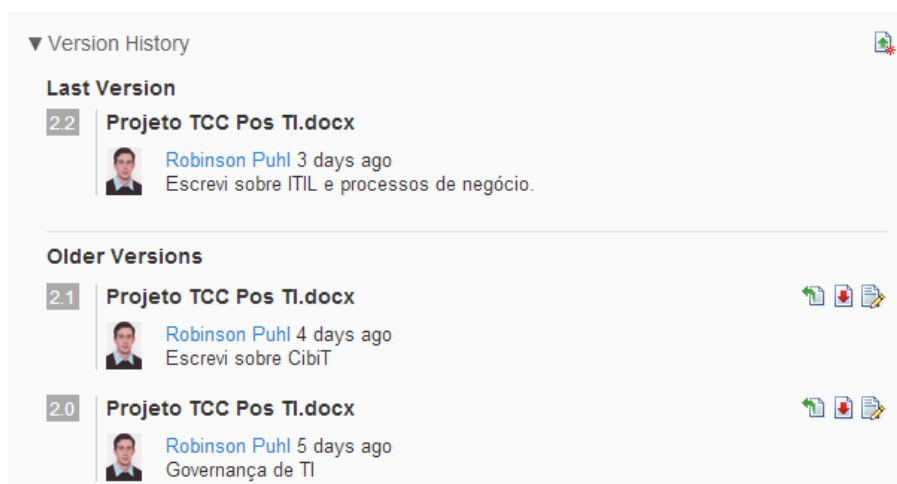 Version History
Last Version
2.2 Projeto TCC Pos TI.docx
Robinson Puhl 3 days ago
Escrevi sobre ITIL e processos de negócio.
Older Versions
2.1 Projeto TCC Pos TI.docx
Robinson Puhl 4 days ago
Escrevi sobre CibiT
2.0 Projeto TCC Pos TI.docx
Robinson Puhl 5 days ago
Governança de TI